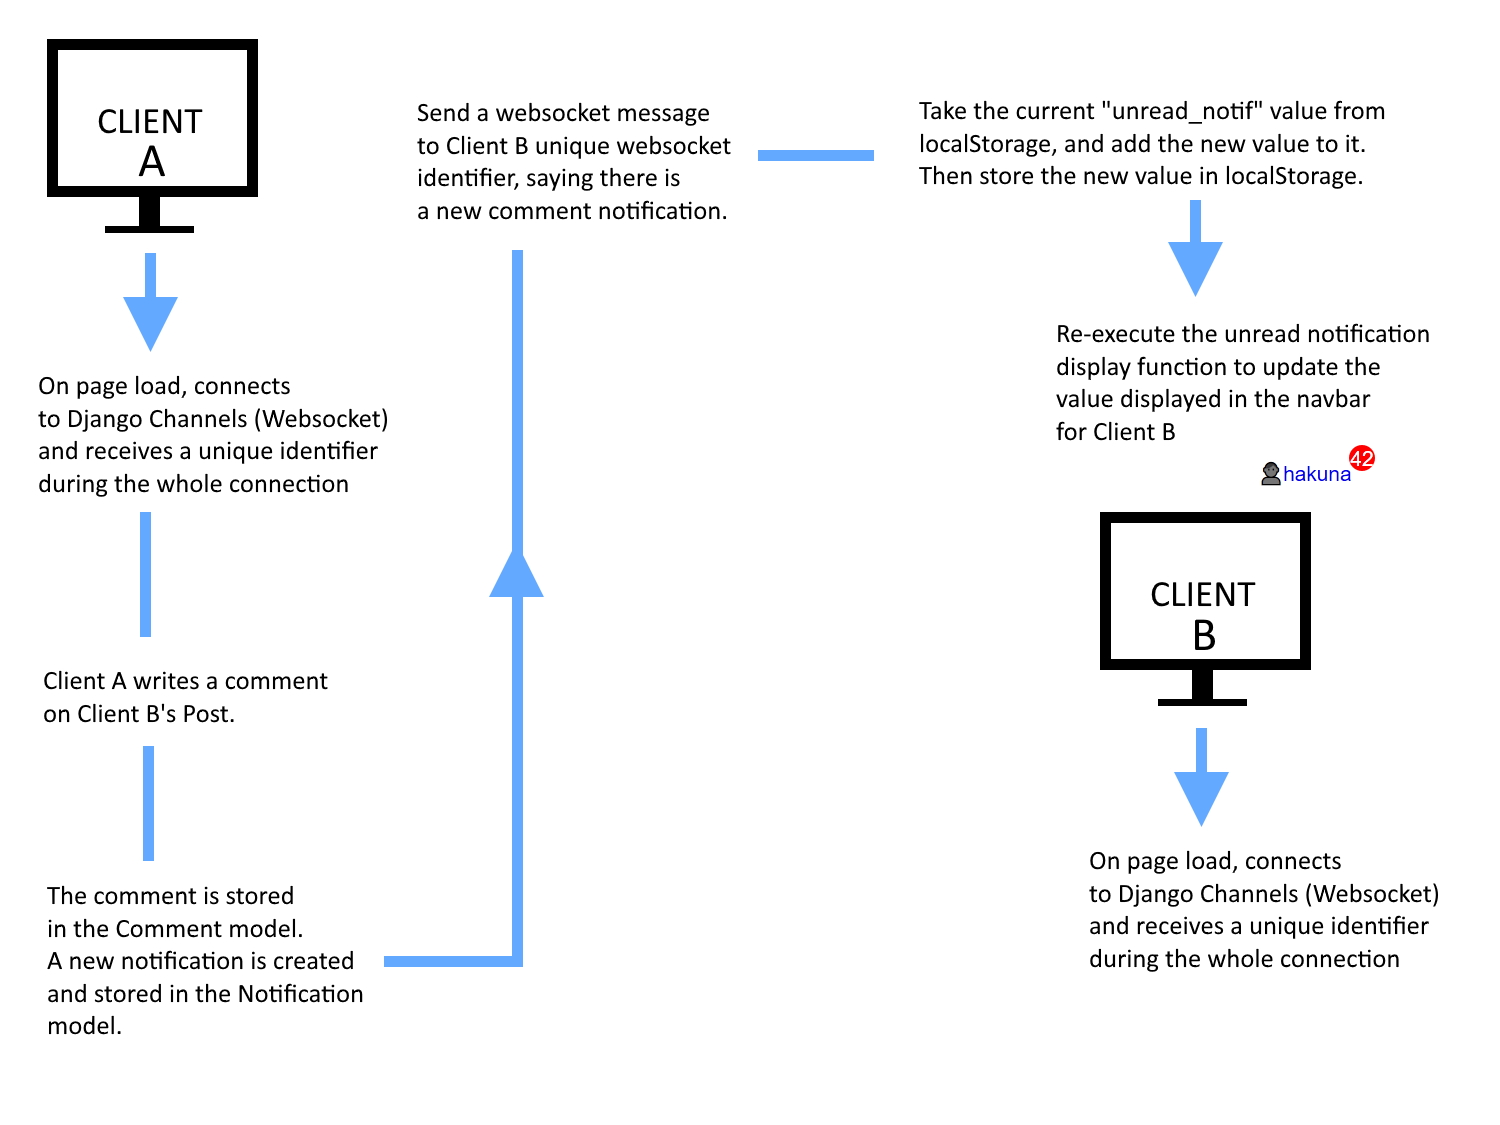 CLIENT
A
On page load, connects
to Django Channels (Websocket)
and receives a unique identifier
during the whole connection
Client A writes a comment
on Client B's Post.
The comment is stored
in the Comment model.
A new notification is created
and stored in the Notification
model.
Send a websocket message
to Client B unique websocket
identifier, saying there is
a new comment notification.
Take the current "unread_notif" value from
localStorage, and add the new value to it.
Then store the new value in localStorage.
Re-execute the unread notification
display function to update the
value displayed in the navbar
for Client B
hakuna 42
CLIENT
B
On page load, connects
to Django Channels (Websocket)
and receives a unique identifier
during the whole connection